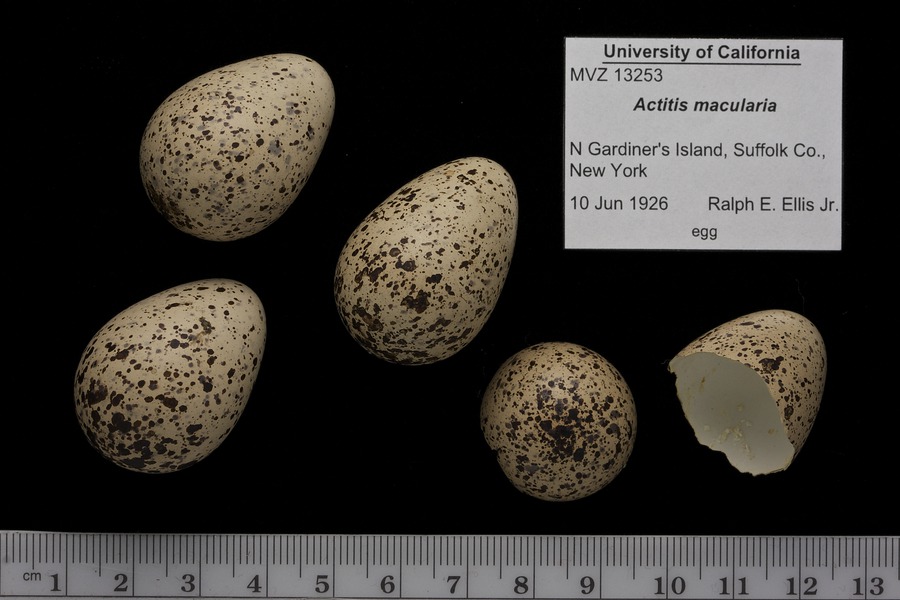 University of California
MVZ 13253
Actitis macularia
N Gardiner's Island, Suffolk Co.,
New York
10 Jun 1926 Ralph E. Ellis Jr.
egg
cm 1 2 3 4 5 6 7 8 9 10 11 12 13